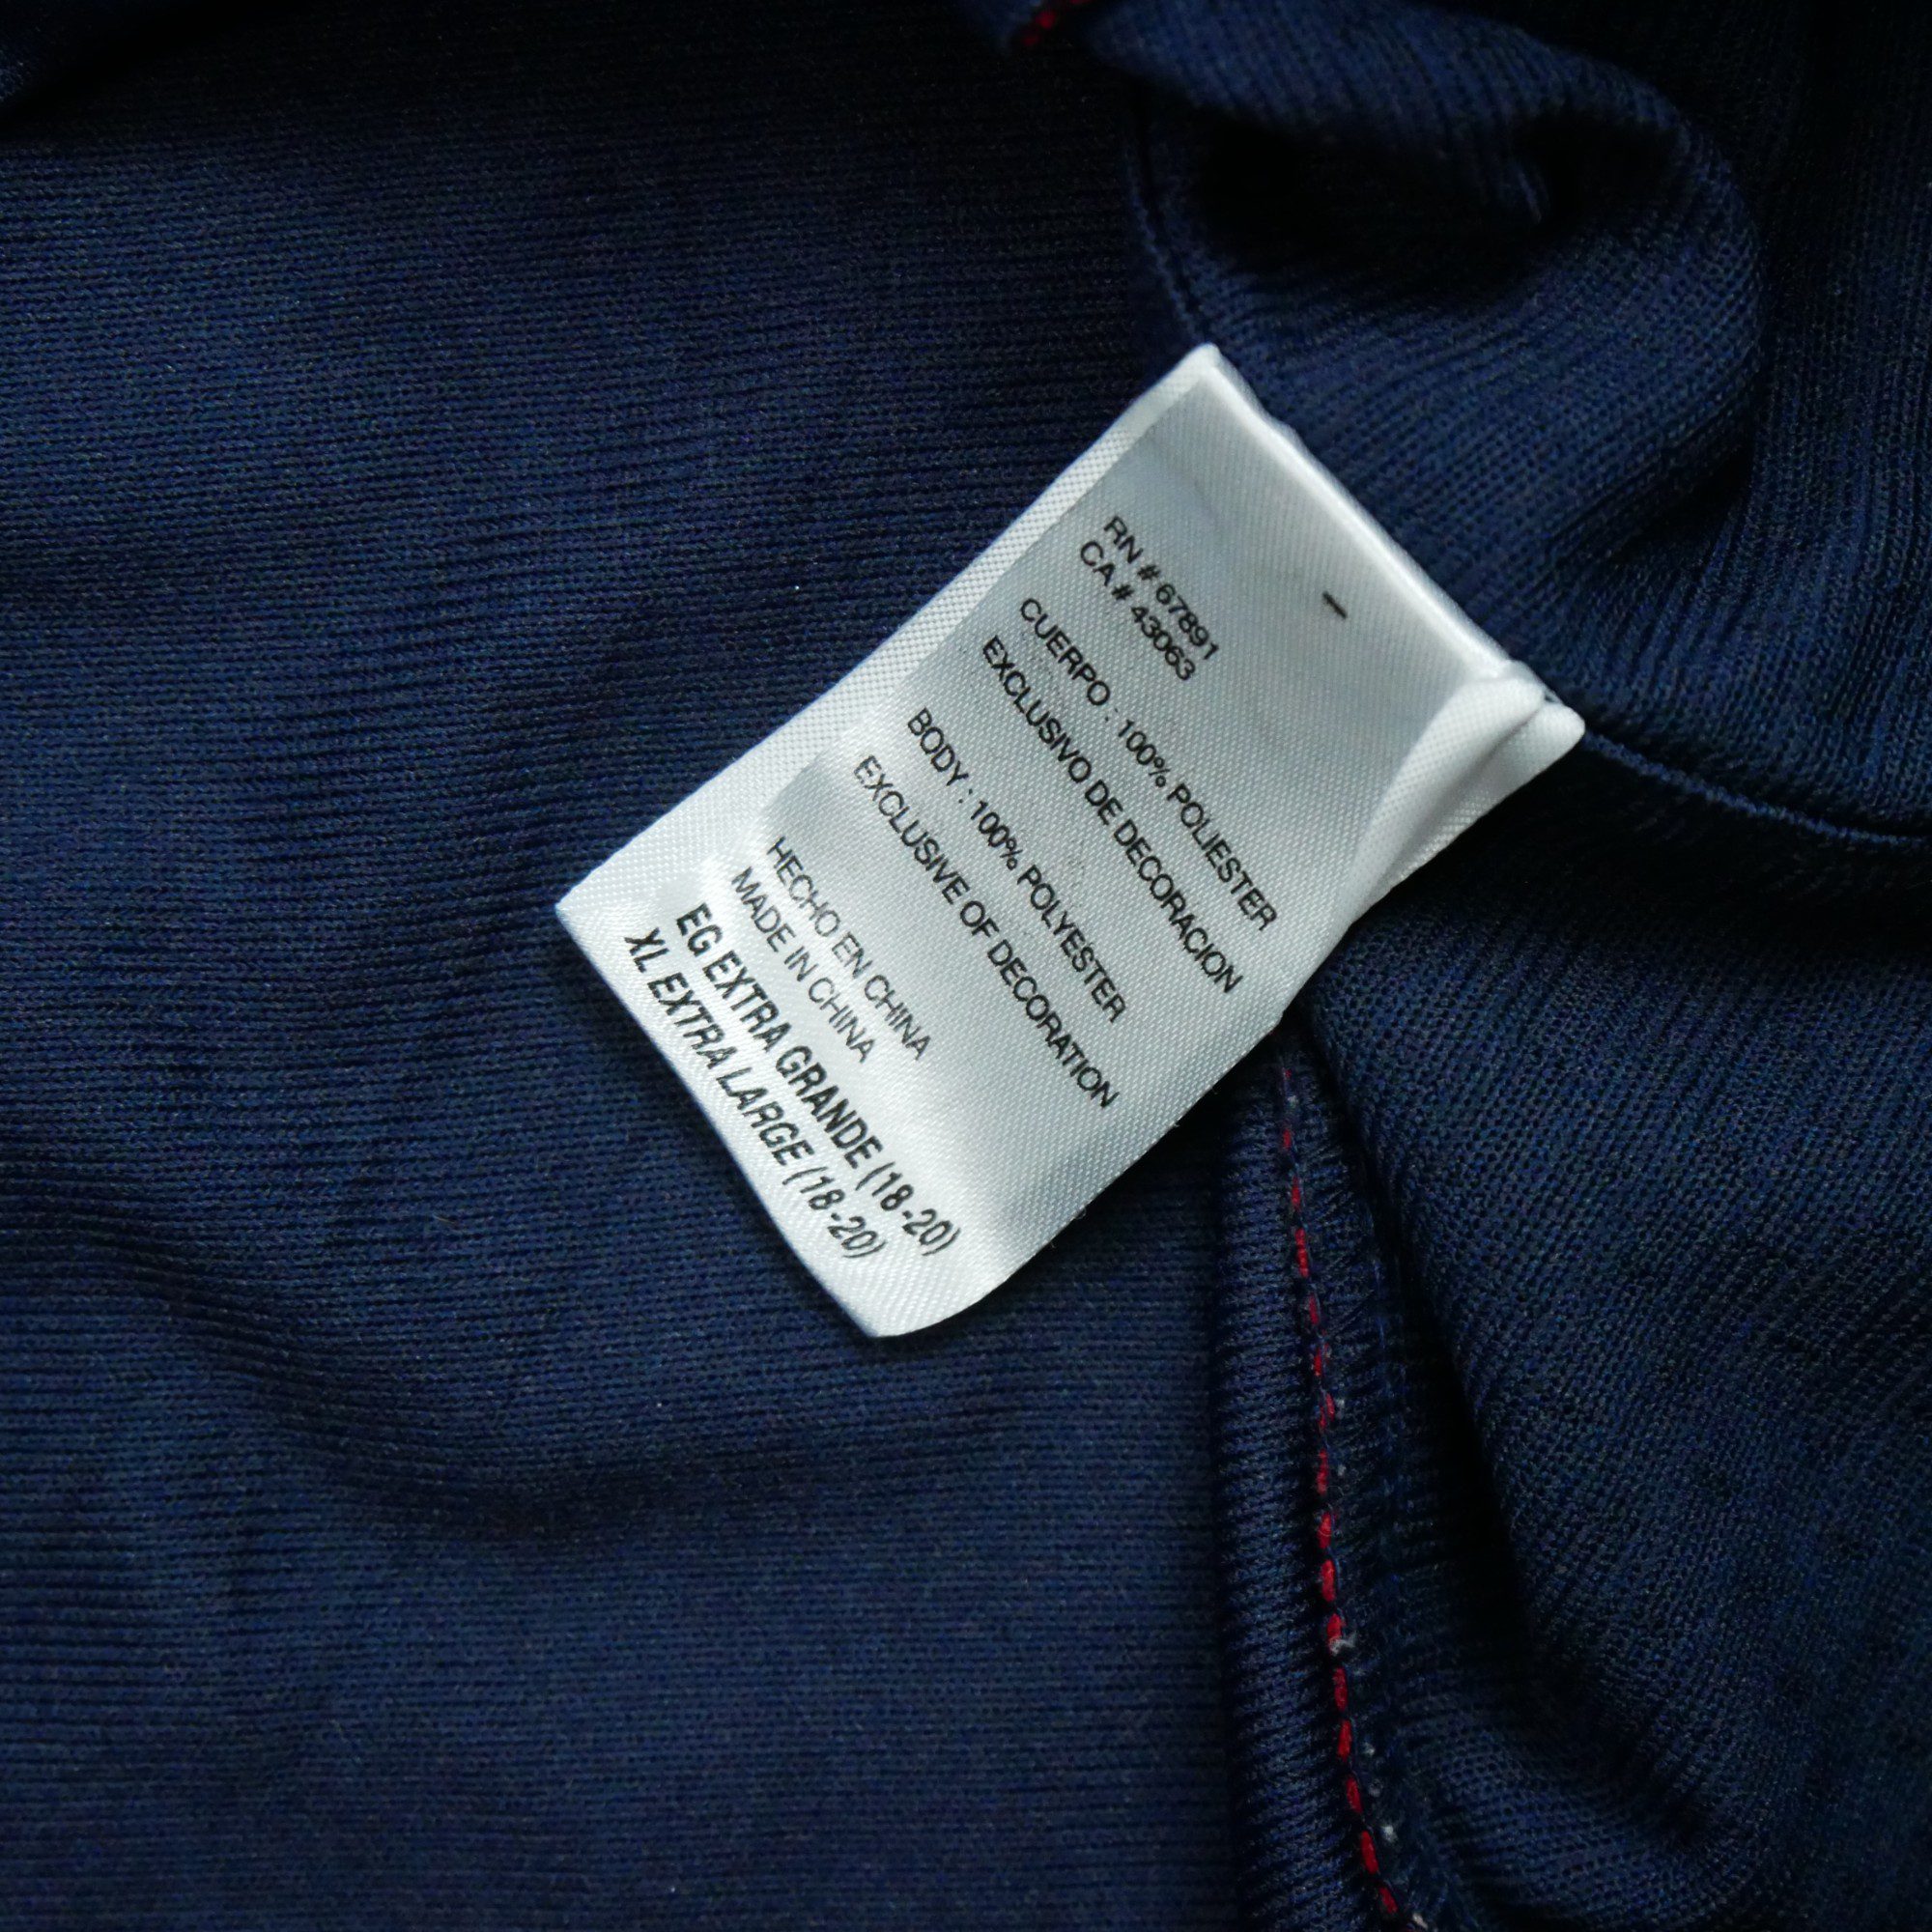 RN # 67891
CA # 43063
CUERPO : 100% POLIESTER
EXCLUSIVO DE DECORACION
BODY : 100% POLYESTER
EXCLUSIVE OF DECORATION
HECHO EN CHINA
MADE IN CHINA
EG EXTRA GRANDE (18-20)
XL EXTRA LARGE (18-20)